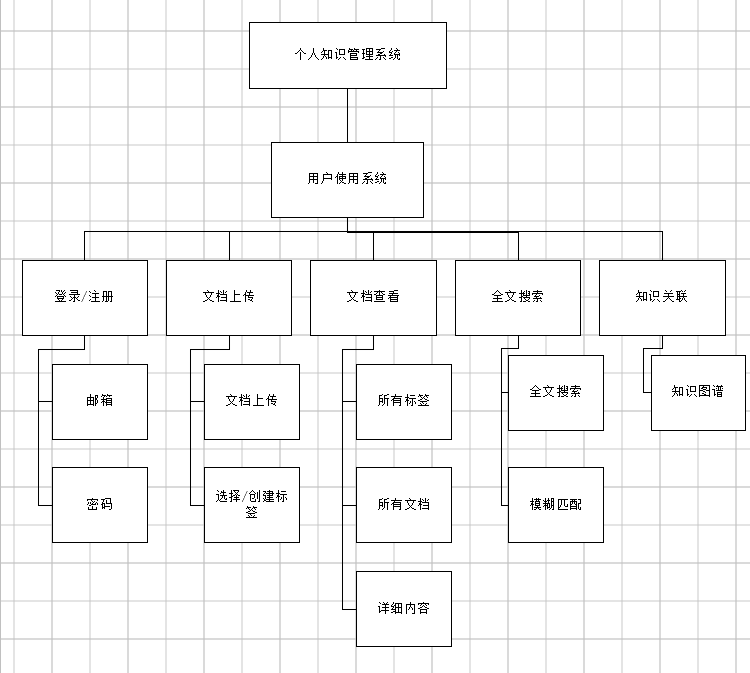 个人知识管理系统
用户使用系统
登录/注册
文档上传
文档查看
全文搜索
知识关联
邮箱
文档上传
所有标签
全文搜索
知识图谱
密码
选择/创建标
签
所有文档
模糊匹配
详细内容